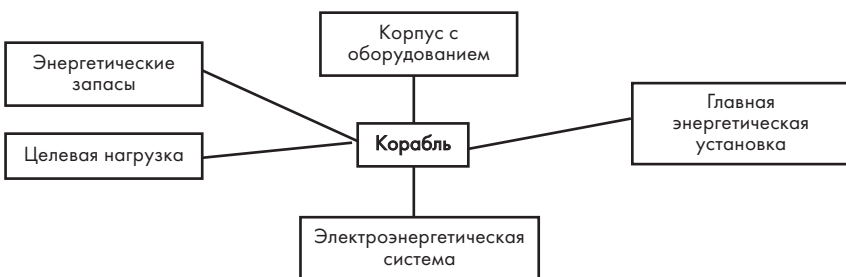 Корпус с
оборудованием
Энергетические
запасы
Главная
энергетическая
установка
Корабль
Целевая нагрузка
Электроэнергетическая
система